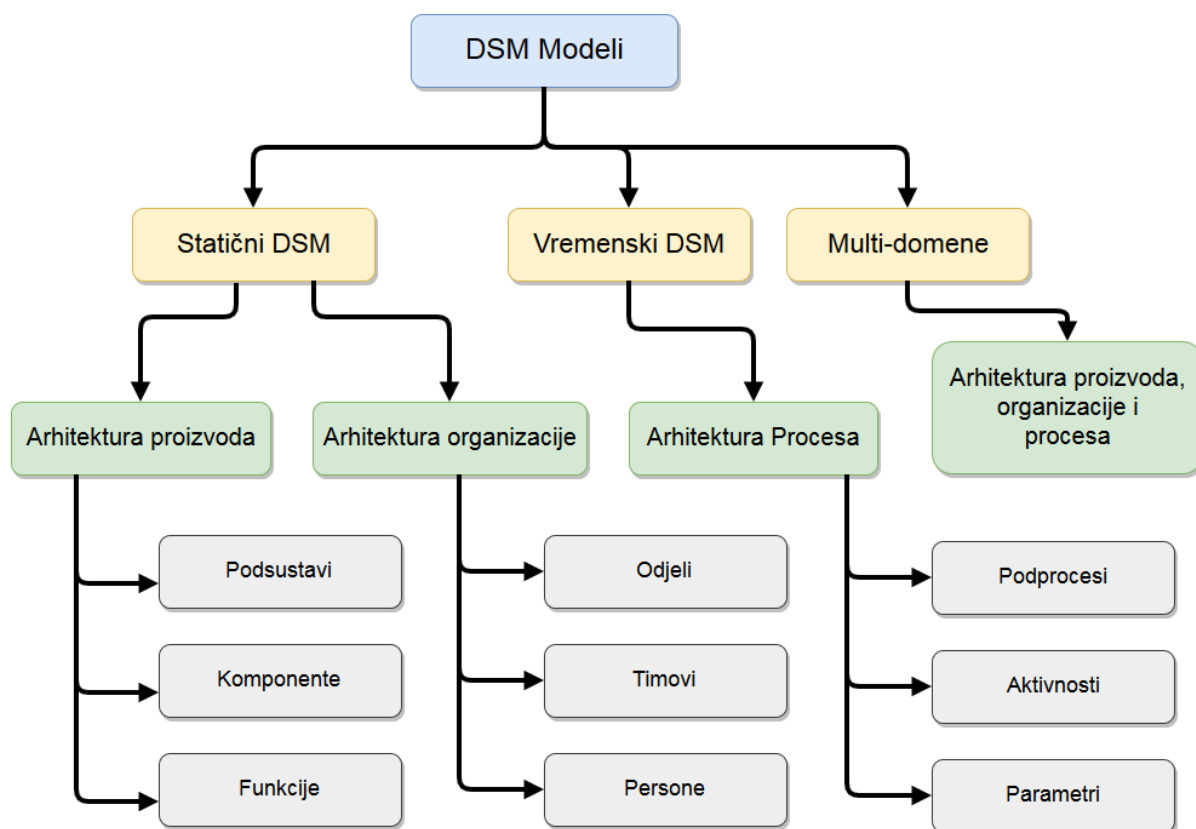 DSM Modeli
Statični DSM
Vremenski DSM
Multi-domene
Arhitektura proizvoda
Arhitektura organizacije
Arhitektura Procesa
Arhitektura proizvoda,
organizacije i
procesa
Podsustavi
Odjeli
Podprocesi
Komponente
Timovi
Aktivnosti
Funkcije
Persone
Parametri